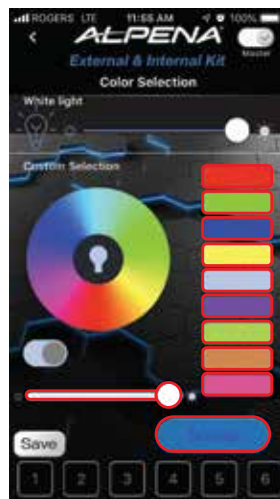 ROGERS LTE 11:55 AM 100%
ALPENA
Master
External & Internal Kit
Color Selection
White light
Custom Selection
Save
1 2 3 4 5 6